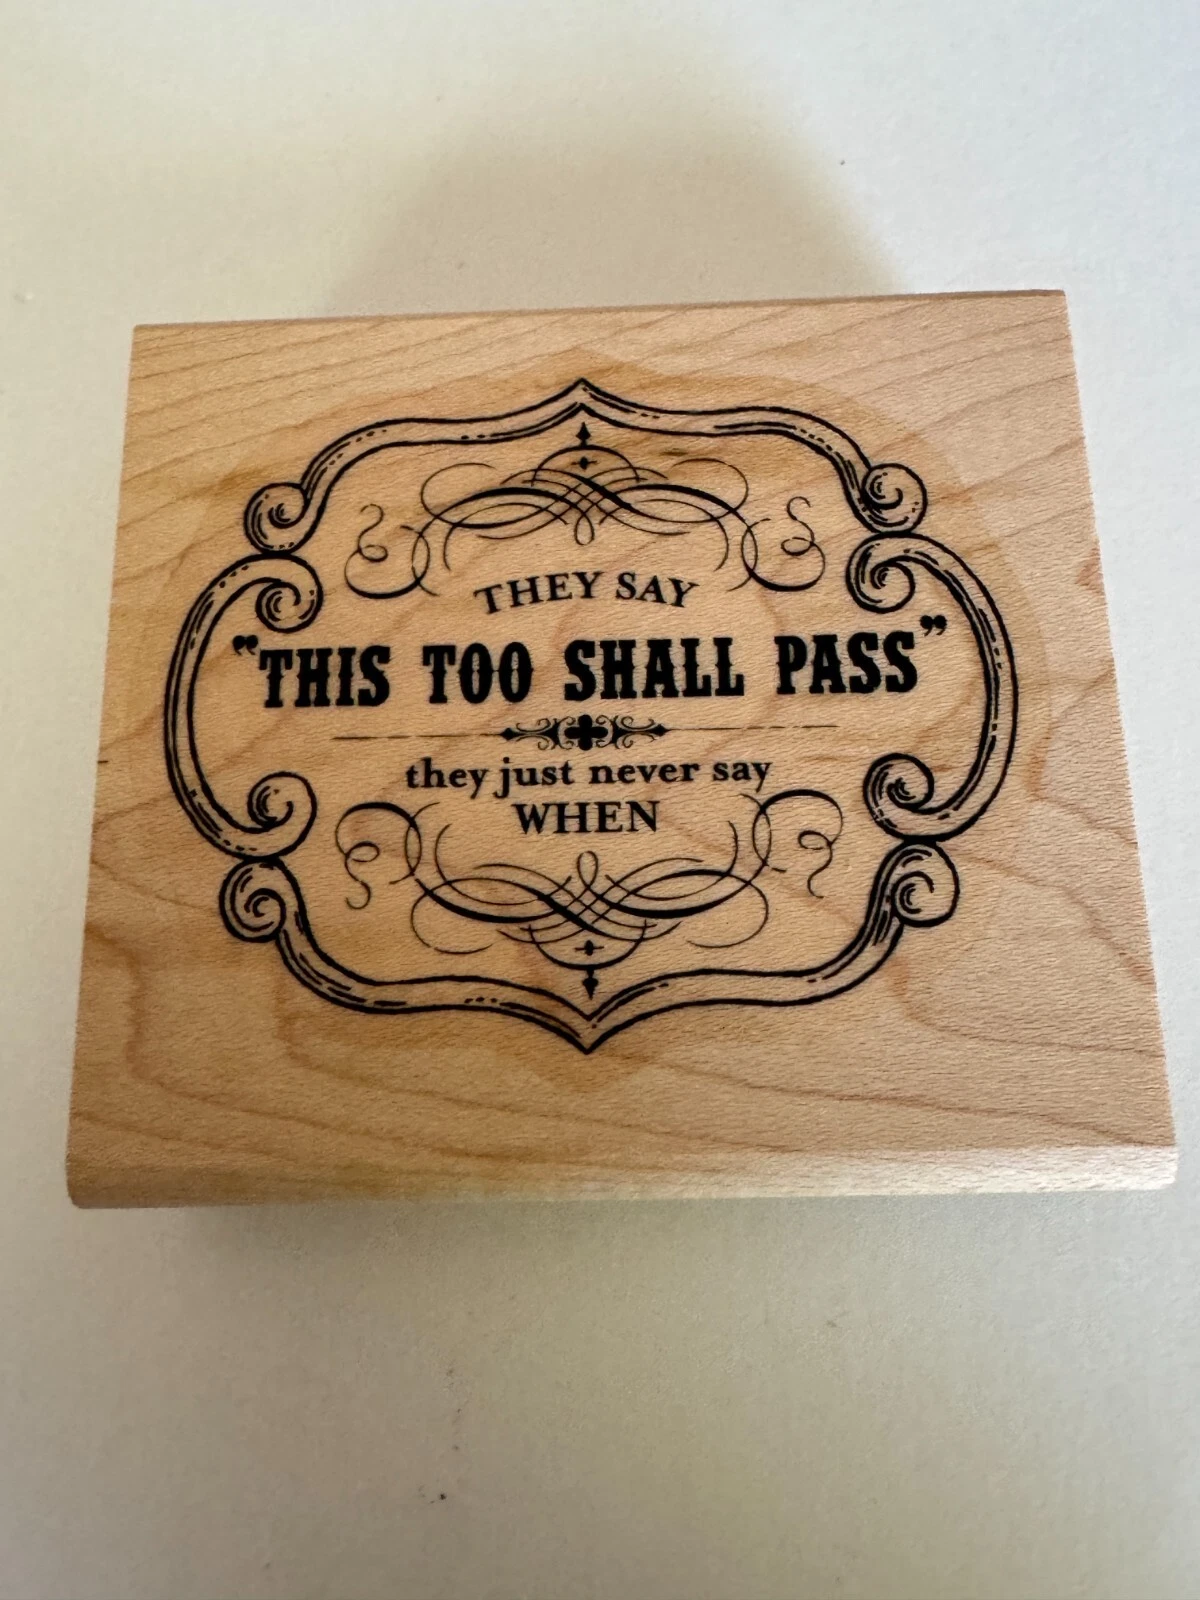 THEY SAY
"THIS TOO SHALL PASS"
they just never say
WHEN